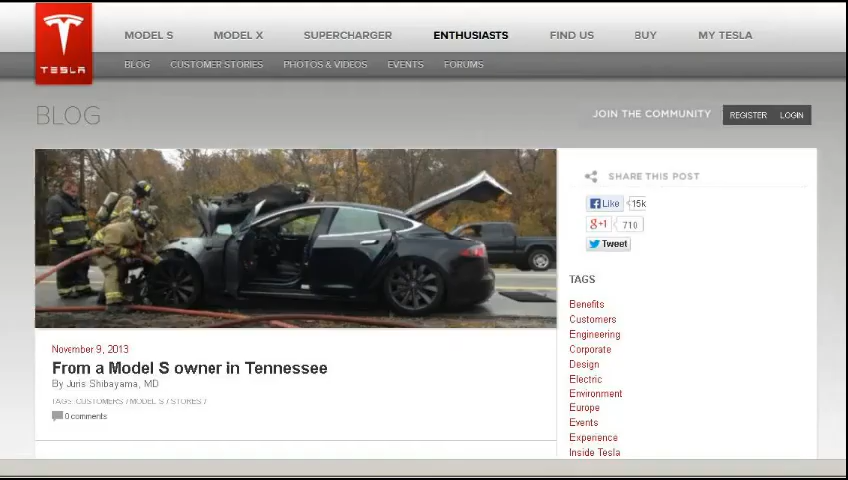 TESLA
MODEL S MODEL X SUPERCHARGER ENTHUSIASTS FIND US BUY MY TESLA
BLOG CUSTOMER STORIES PHOTOS & VIDEOS EVENTS FORUMS
BLOG
JOIN THE COMMUNITY REGISTER LOGIN
SHARE THIS POST
Like 15k
g+1 710
Tweet
November 9, 2013
From a Model S owner in Tennessee
By Juris Shibayama, MD
TAGS: CUSTOMERS / MODEL S / STORES /
0 comments
TAGS
Benefits
Customers
Engineering
Corporate
Design
Electric
Environment
Europe
Events
Experience
Inside Tesla